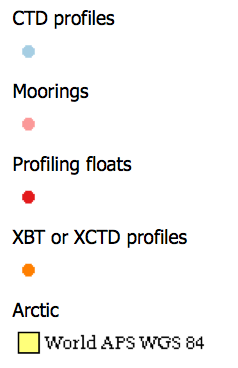 CTD profiles
Moorings
Profiling floats
XBT or XCTD profiles
Arctic
World APS WGS 84